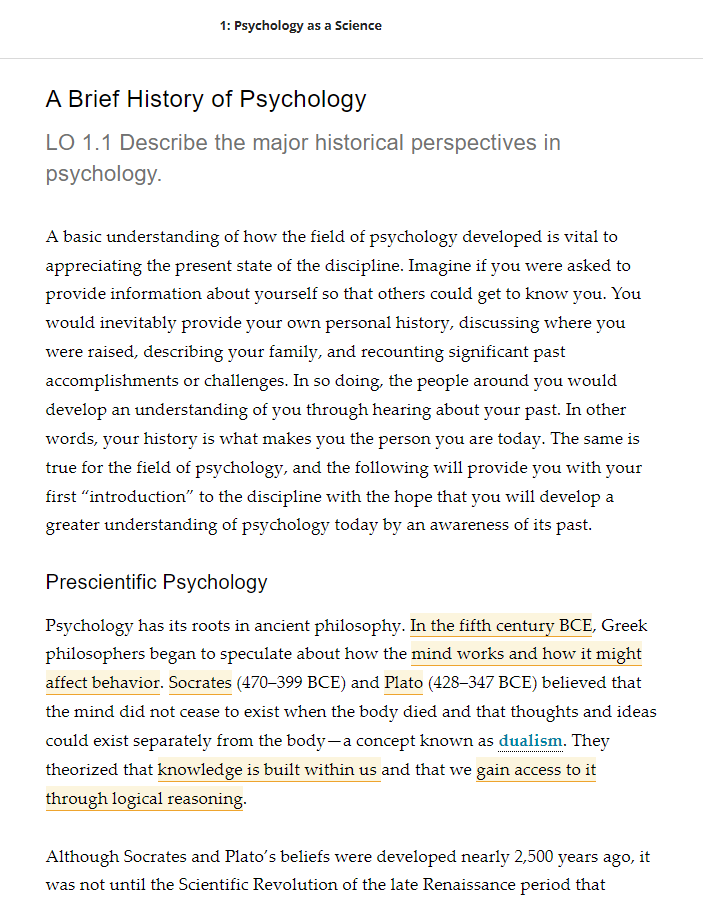 1: Psychology as a Science
A Brief History of Psychology
LO 1.1 Describe the major historical perspectives in
psychology.
A basic understanding of how the field of psychology developed is vital to
appreciating the present state of the discipline. Imagine if you were asked to
provide information about yourself so that others could get to know you. You
would inevitably provide your own personal history, discussing where you
were raised, describing your family, and recounting significant past
accomplishments or challenges. In so doing, the people around you would
develop an understanding of you through hearing about your past. In other
words, your history is what makes you the person you are today. The same is
true for the field of psychology, and the following will provide you with your
first “introduction” to the discipline with the hope that you will develop a
greater understanding of psychology today by an awareness of its past.
Prescientific Psychology
Psychology has its roots in ancient philosophy. In the fifth century BCE, Greek
philosophers began to speculate about how the mind works and how it might
affect behavior. Socrates (470–399 BCE) and Plato (428–347 BCE) believed that
the mind did not cease to exist when the body died and that thoughts and ideas
could exist separately from the body—a concept known as dualism. They
theorized that knowledge is built within us and that we gain access to it
through logical reasoning.
Although Socrates and Plato’s beliefs were developed nearly 2,500 years ago, it
was not until the Scientific Revolution of the late Renaissance period that